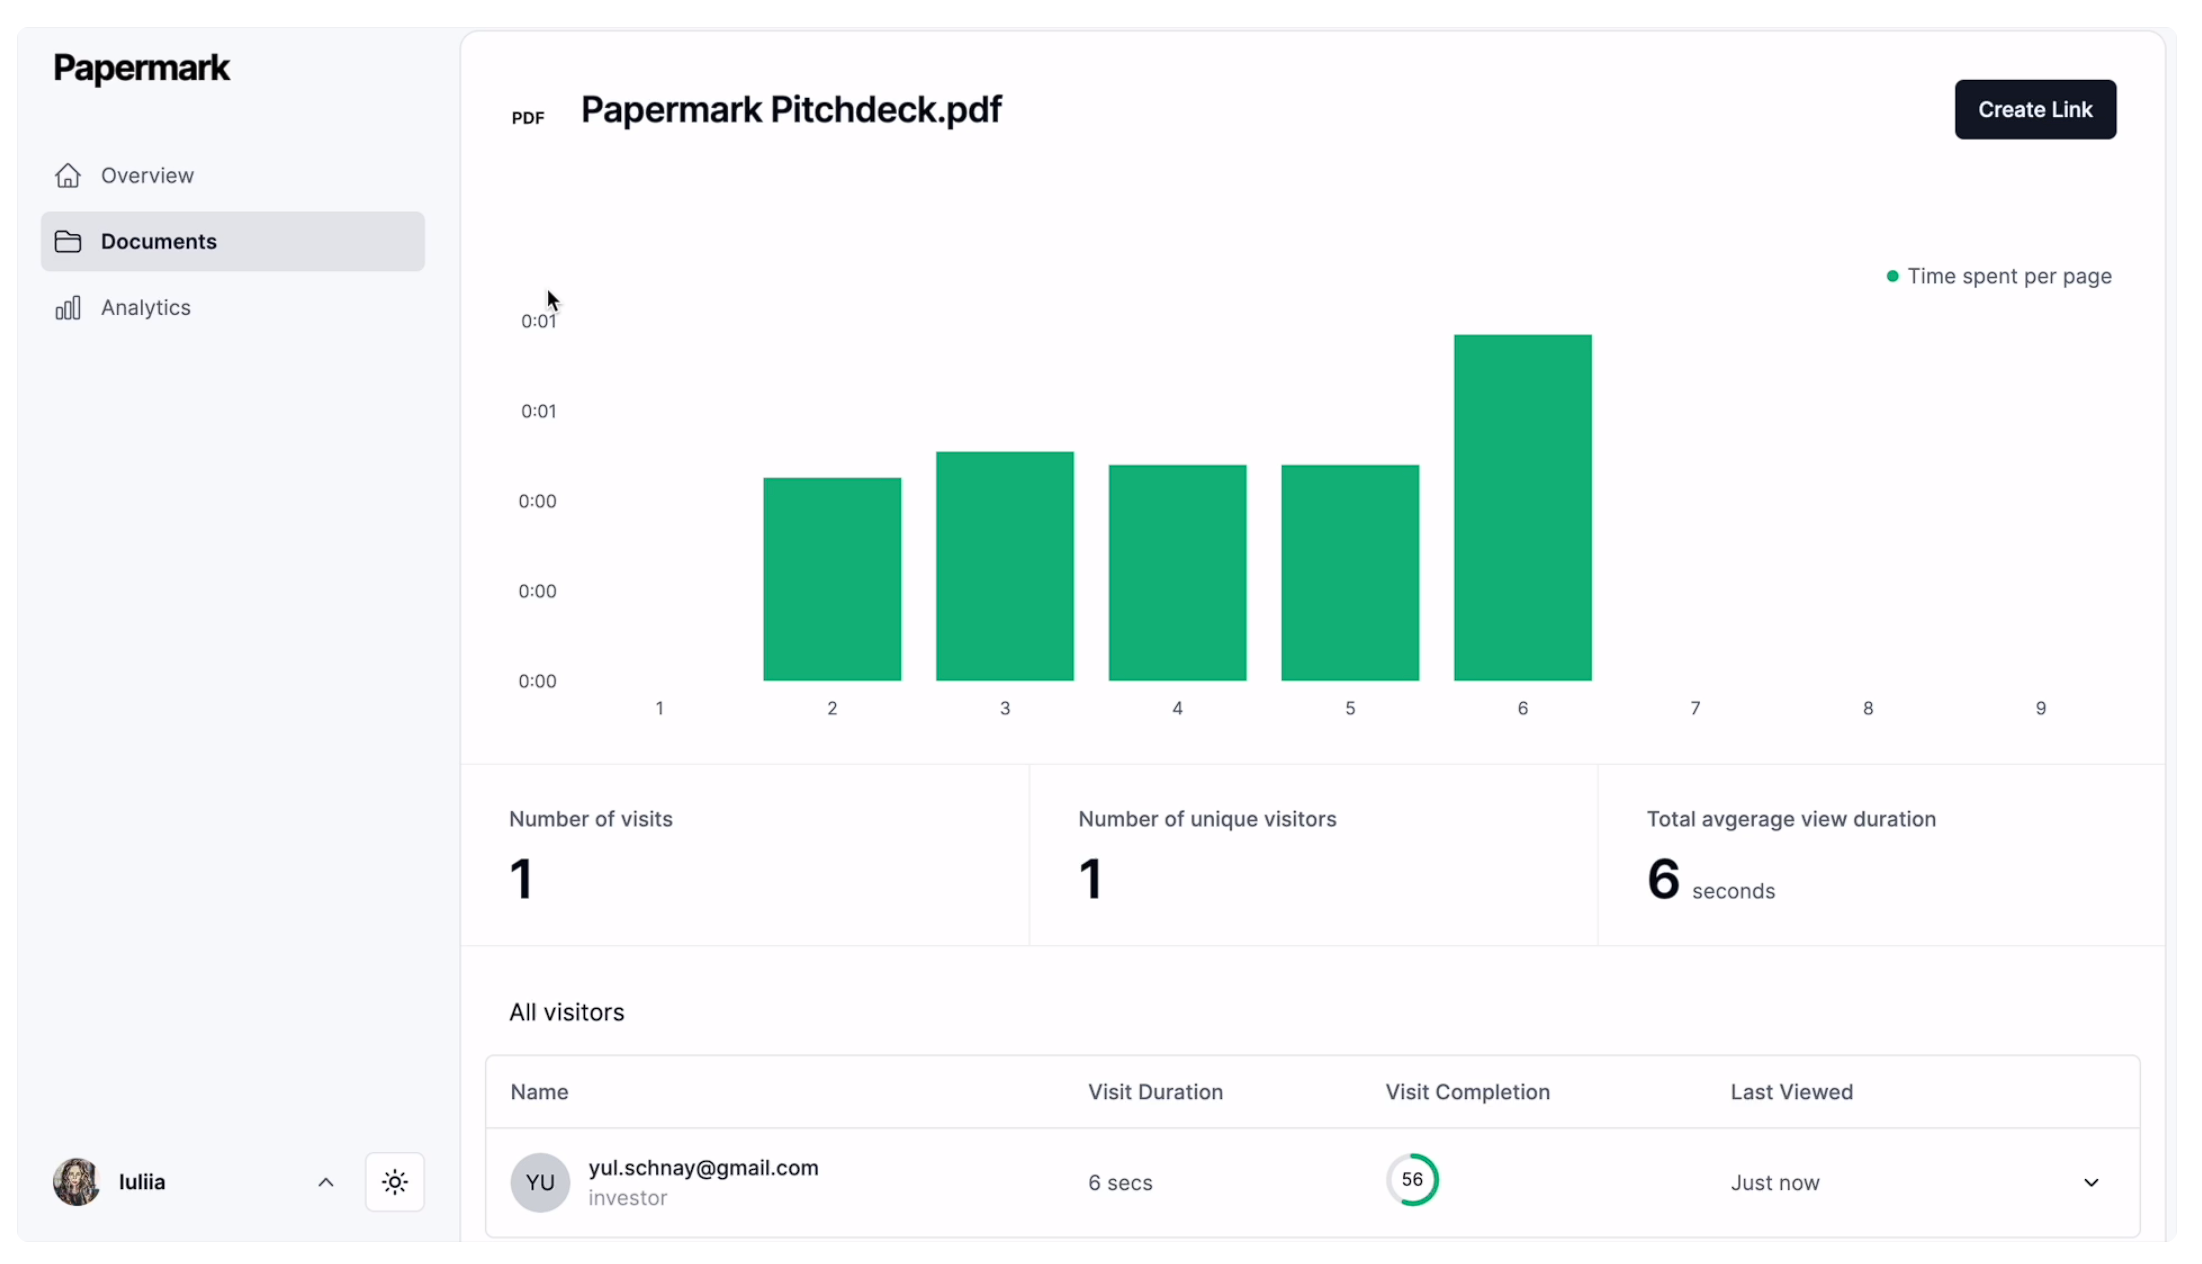 Papermark
Overview
Documents
Analytics
Iuliia
PDF
Papermark Pitchdeck.pdf
Create Link
Time spent per page
0:01
0:01
0:00
0:00
0:00
1 2 3 4 5 6 7 8 9
Number of visits
1
Number of unique visitors
1
Total avgerage view duration
6 seconds
All visitors
Name Visit Duration Visit Completion Last Viewed
YU
yul.schnay@gmail.com
investor
6 secs
56
Just now